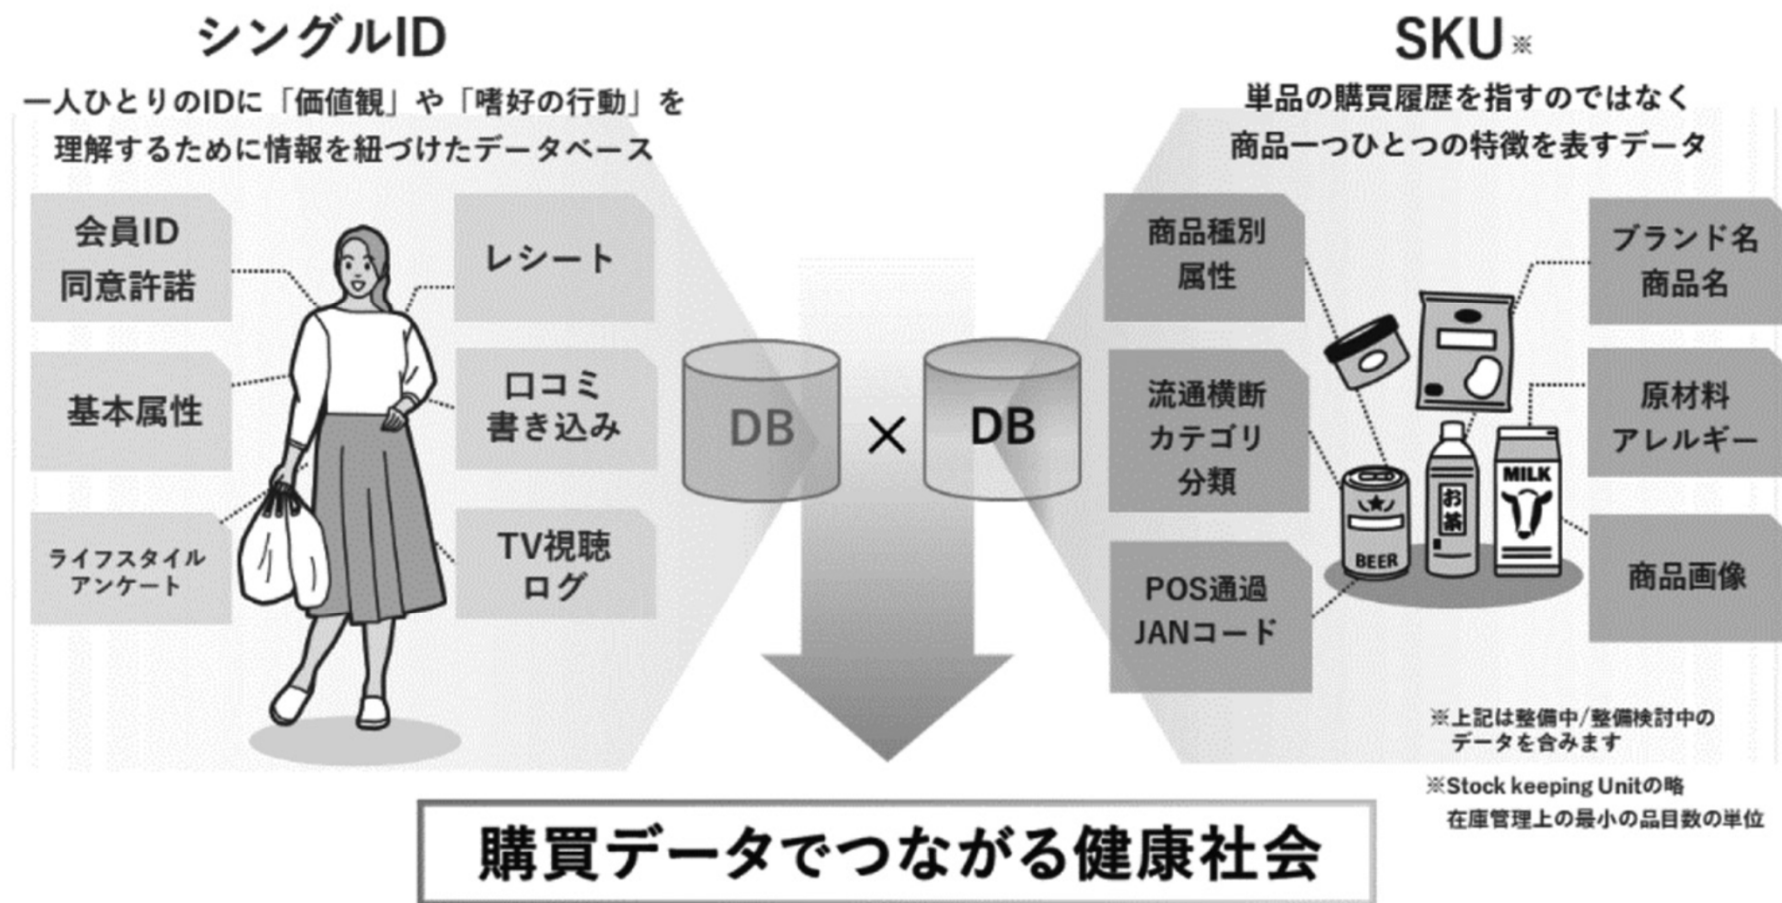 シングルID
一人ひとりのIDに「価値観」や「嗜好の行動」を
理解するために情報を紐づけたデータベース
会員ID
同意許諾
基本属性
ライフスタイル
アンケート
レシート
口コミ
書き込み
TV視聴
ログ
DB
×
DB
SKU※
単品の購買履歴を指すのではなく
商品一つひとつの特徴を表すデータ
商品種別
属性
流通横断
カテゴリ
分類
POS通過
JANコード
お茶
MILK
BEER
ブランド名
商品名
原材料
アレルギー
商品画像
※上記は整備中/整備検討中の
データを含みます
※Stock keeping Unitの略
在庫管理上の最小の品目数の単位
購買データでつながる健康社会